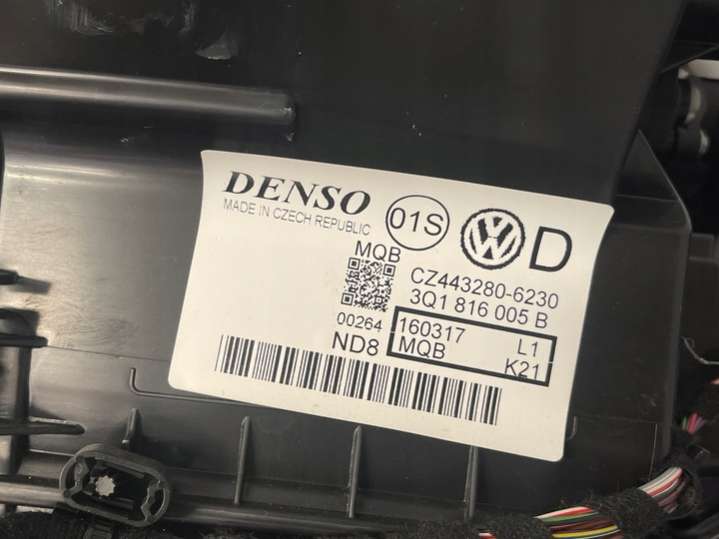 DENSO
MADE IN CZECH REPUBLIC
01S
D
MQB
CZ443280-6230
3Q1 816 005 B
00264
160317 L1
ND8
MQB K21